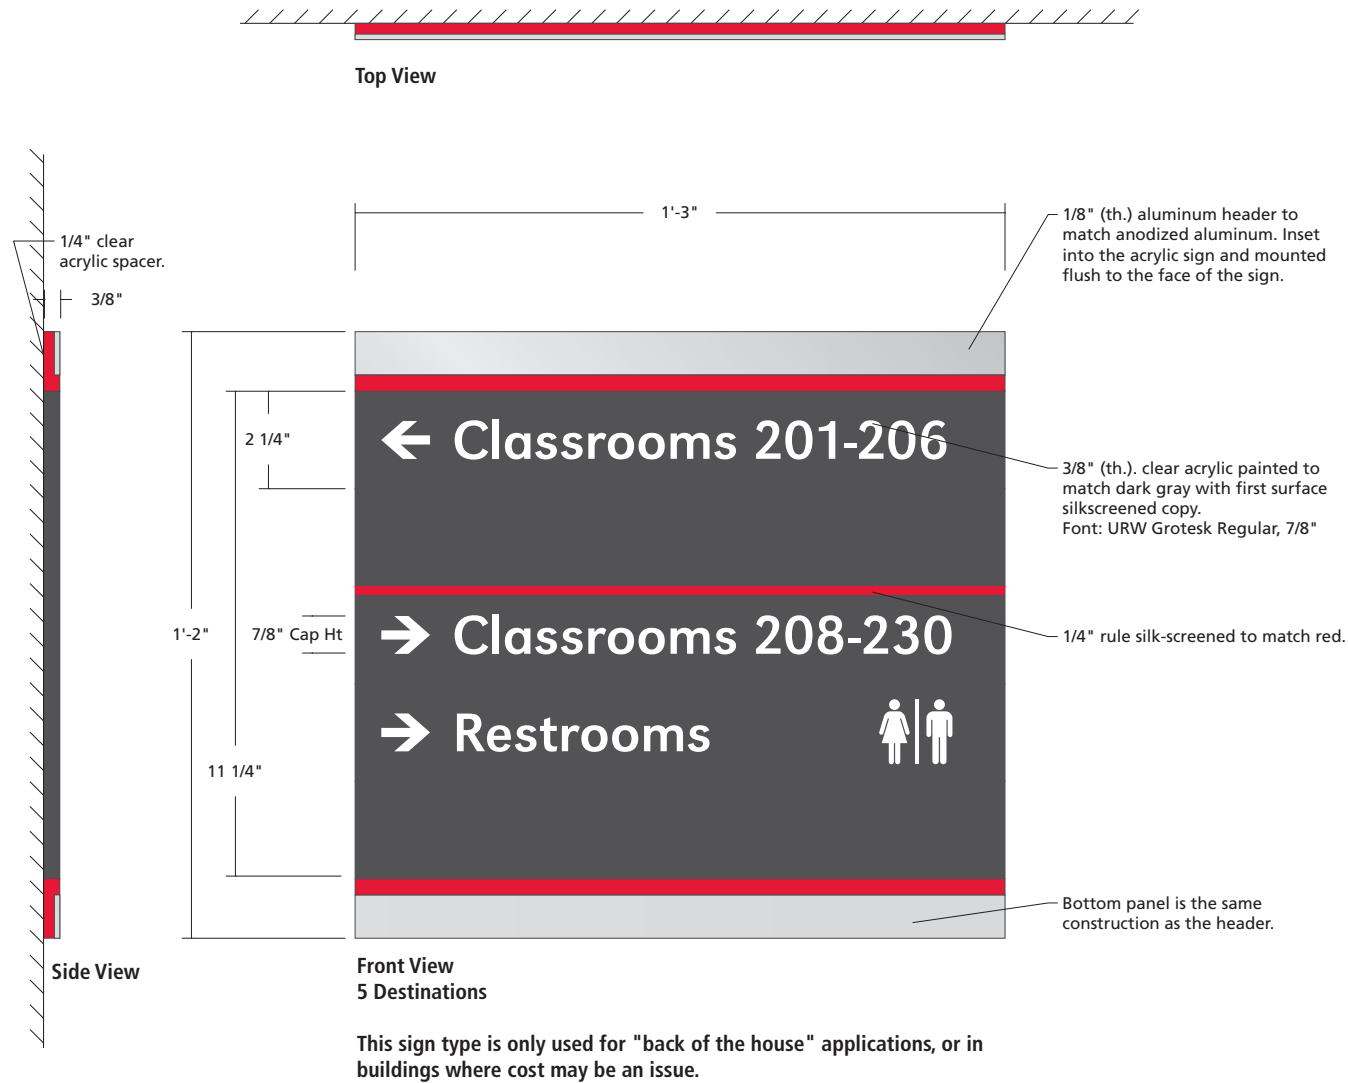 Top View
1'-3"
1/8" (th.) aluminum header to
match anodized aluminum. Inset
into the acrylic sign and mounted
flush to the face of the sign.
1/4" clear
acrylic spacer.
3/8"
2 1/4"
Classrooms 201-206
3/8" (th.). clear acrylic painted to
match dark gray with first surface
silkscreened copy.
Font: URW Grotesk Regular, 7/8"
1'-2"
7/8" Cap Ht
Classrooms 208-230
1/4" rule silk-screened to match red.
Restrooms
11 1/4"
Bottom panel is the same
construction as the header.
Side View
Front View
5 Destinations
This sign type is only used for "back of the house" applications, or in
buildings where cost may be an issue.